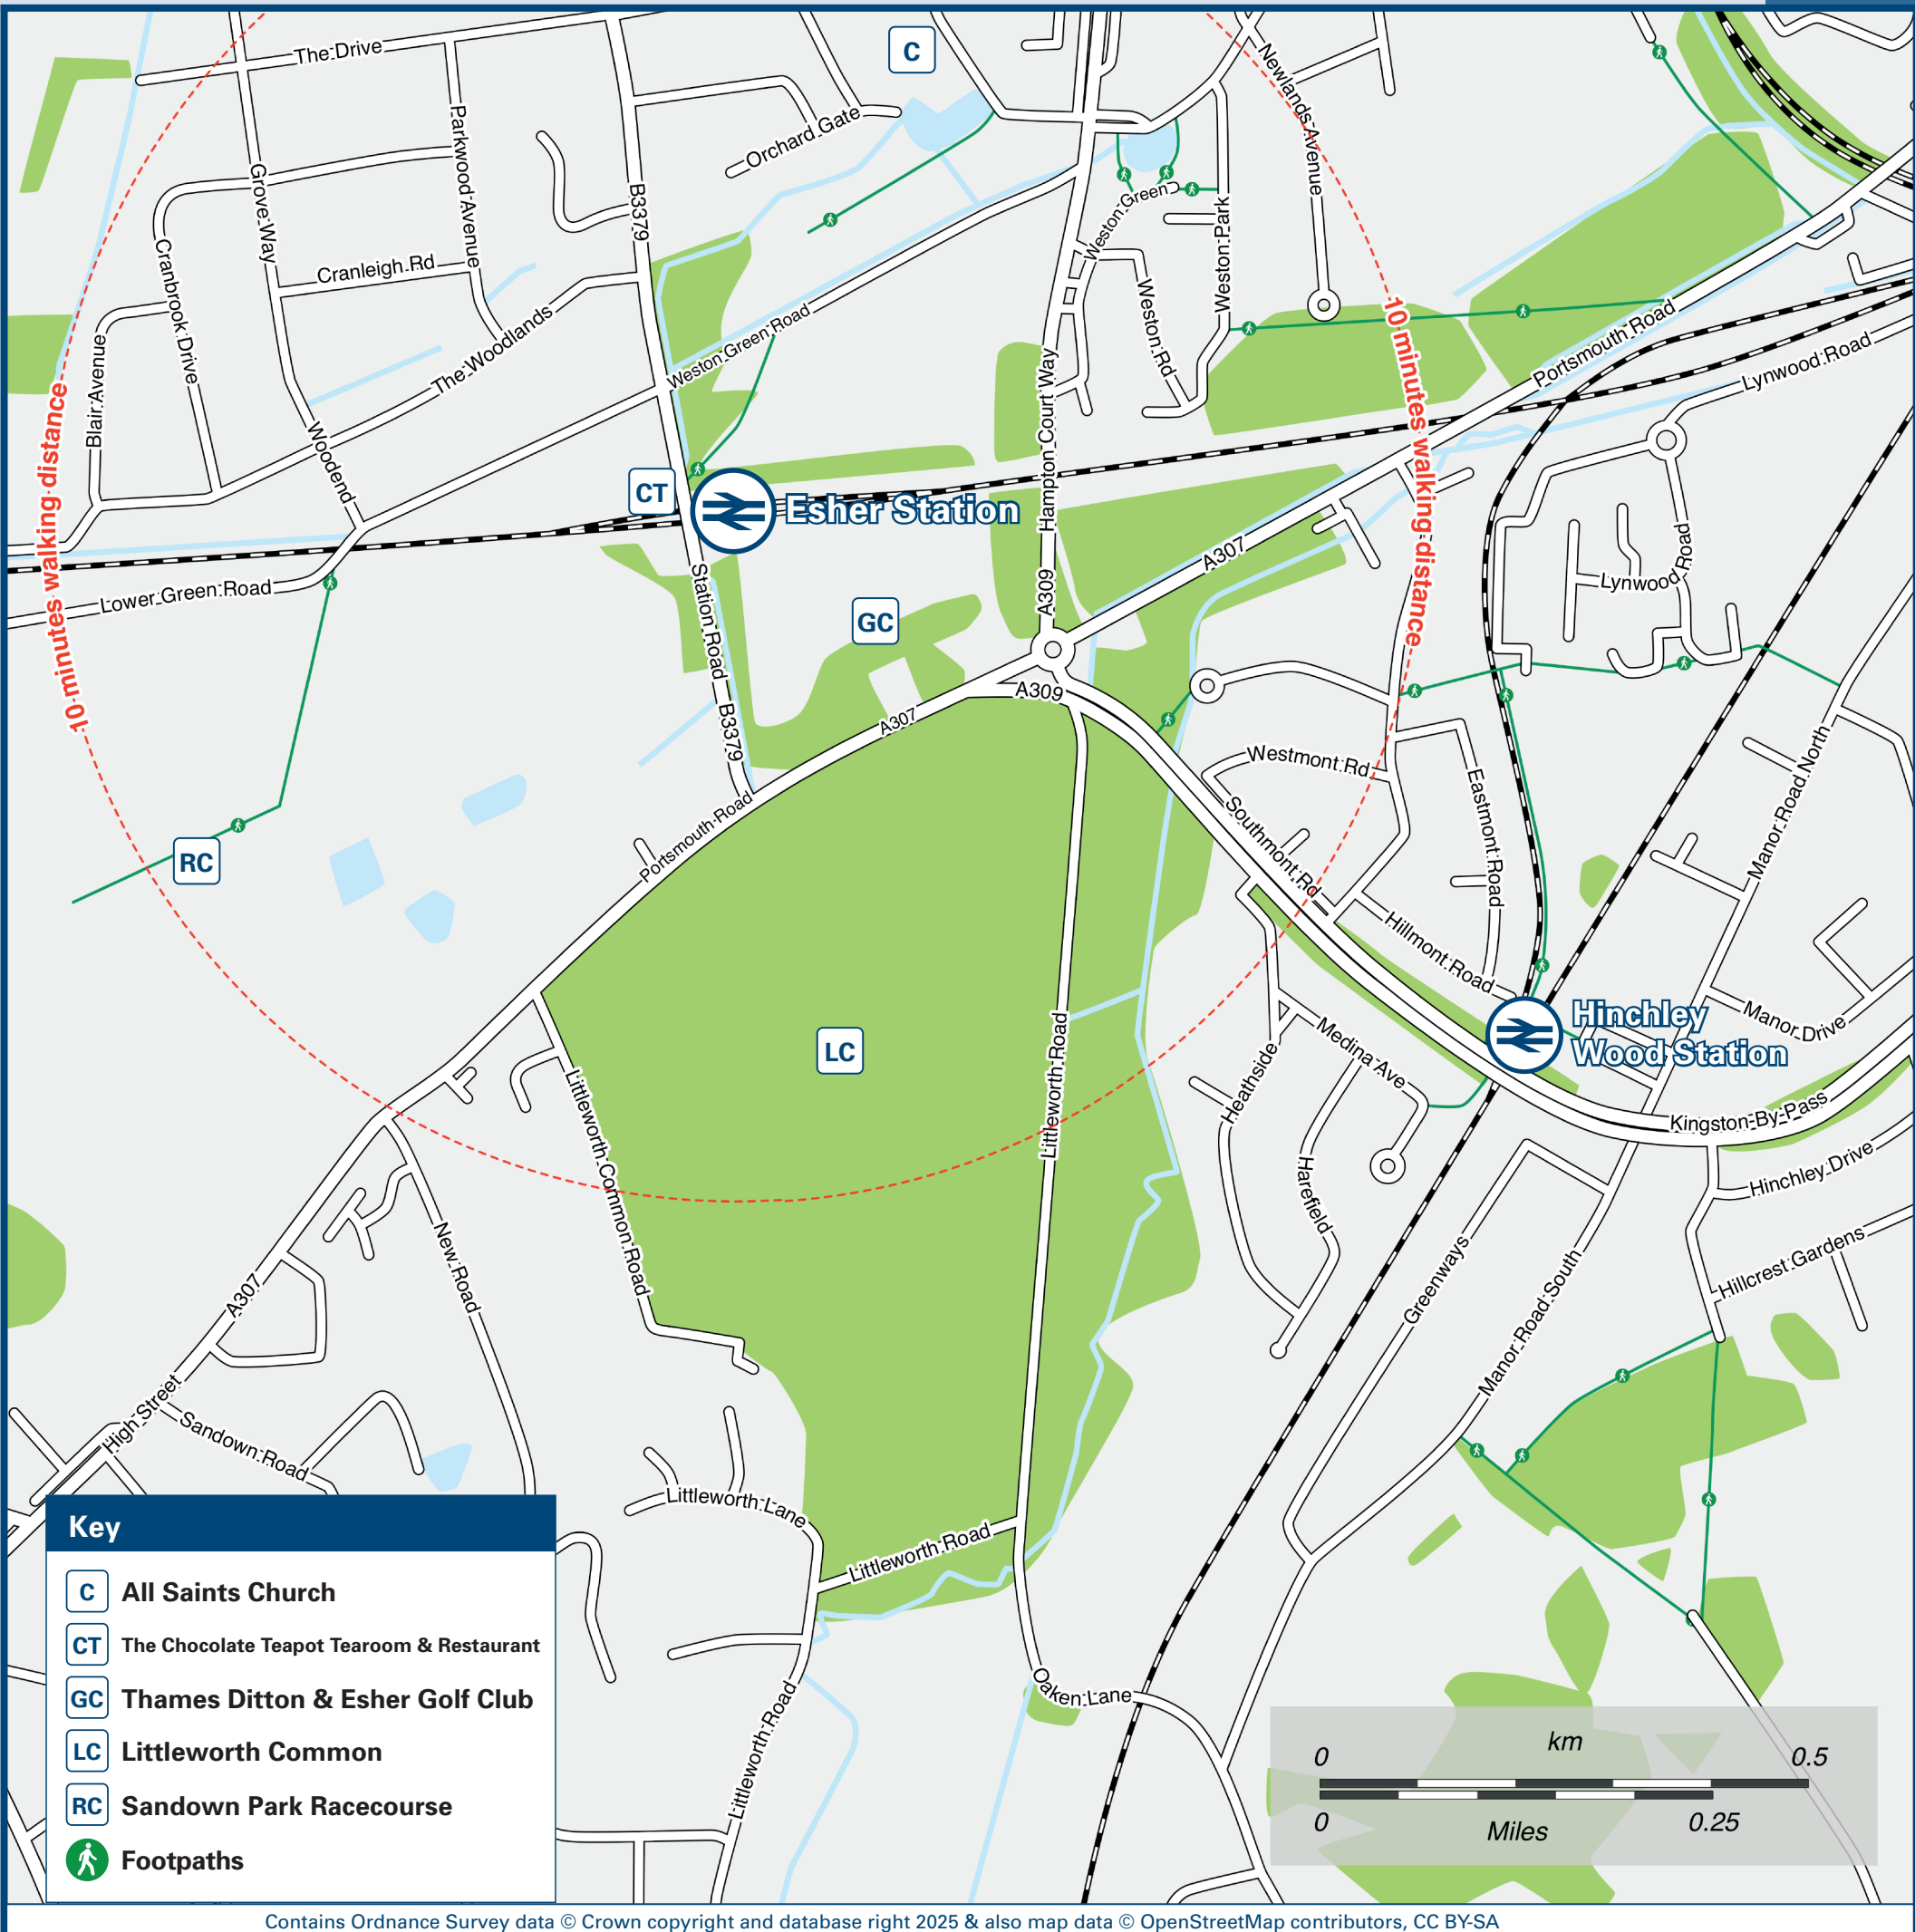 The Drive
C
Newlands Avenue
Parkwood Avenue
Orchard Gate
Grove Way
B3379
Weston Green
Weston Park
Cranbrook Drive
Cranleigh Rd
Weston Rd
The Woodlands
Weston Green Road
10 minutes walking distance
Portsmouth Road
Lynwood Road
Blair Avenue
Hampton Court Way
10 minutes walking distance
Woodend
CT
Esher Station
A307
Lynwood Road
Lower Green Road
A309
Station Road
GC
B3379
A309
A307
Westmont Rd
Manor Road North
Eastmont Road
Southmont Rd
Portsmouth Road
RC
Hillmont Road
LC
Littleworth Road
Hinchley
Wood Station
Manor Drive
Medina Ave
Heathside
Littleworth Common Road
Kingston By-Pass
Hinchley Drive
Harefield
New Road
Hillcrest Gardens
Greenways
Manor Road South
A307
High Street
Sandown Road
Littleworth Lane
Littleworth Road
Oaken Lane
Littleworth Road
Key
C All Saints Church
CT The Chocolate Teapot Tearoom & Restaurant
GC Thames Ditton & Esher Golf Club
LC Littleworth Common
RC Sandown Park Racecourse
Footpaths
km
0 0.5
0 0.25
Miles
Contains Ordnance Survey data © Crown copyright and database right 2025 & also map data © OpenStreetMap contributors, CC BY-SA